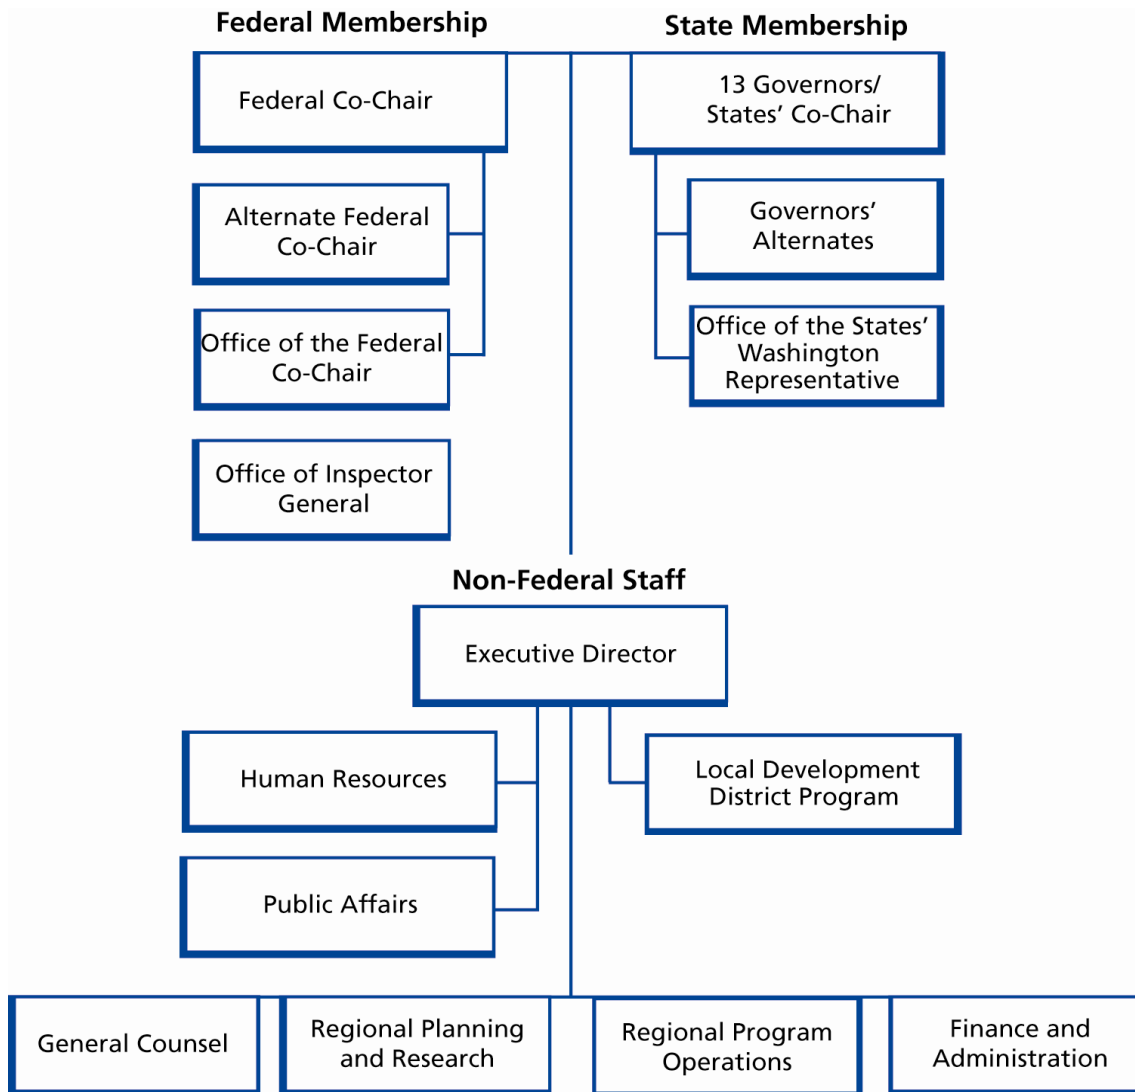 Federal Membership
State Membership
Federal Co-Chair
13 Governors/
States’ Co-Chair
Alternate Federal
Co-Chair
Governors’
Alternates
Office of the Federal
Co-Chair
Office of the States’
Washington
Representative
Office of Inspector
General
Non-Federal Staff
Executive Director
Human Resources
Local Development
District Program
Public Affairs
General Counsel
Regional Planning
and Research
Regional Program
Operations
Finance and
Administration